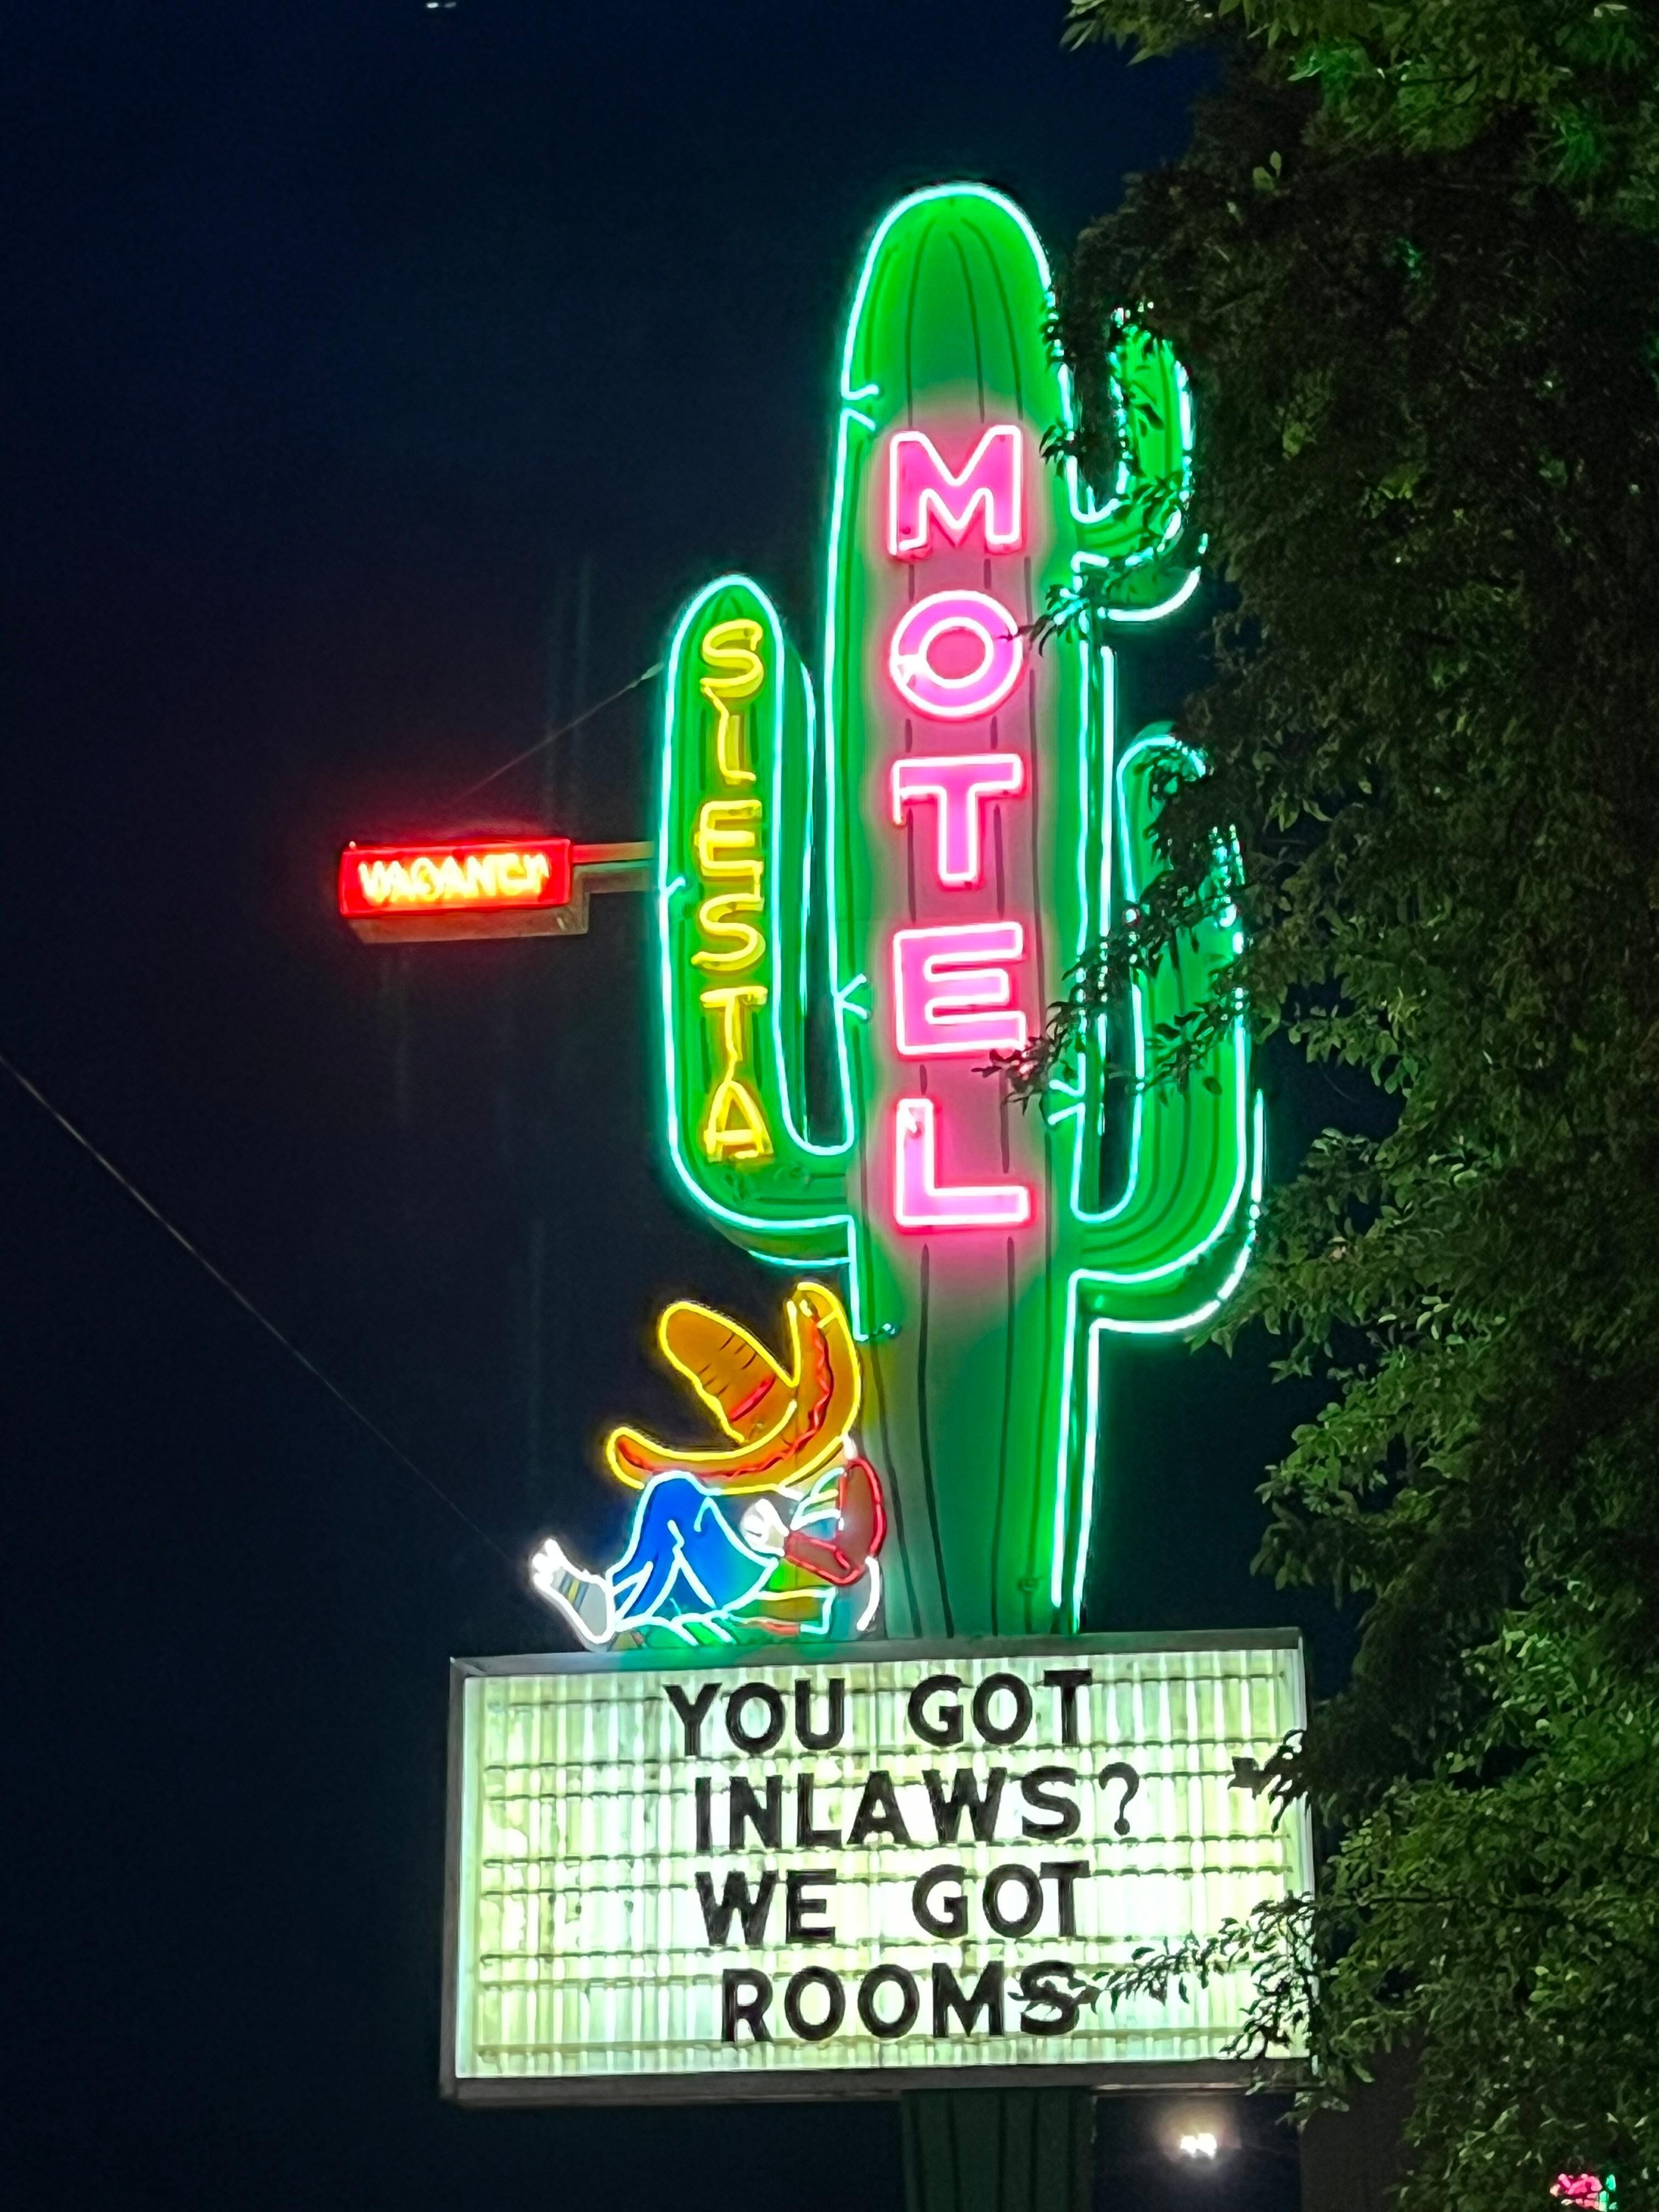 MOTEL
SIESTA
VACANCY
YOU GOT
INLAWS?
WE GOT
ROOMS